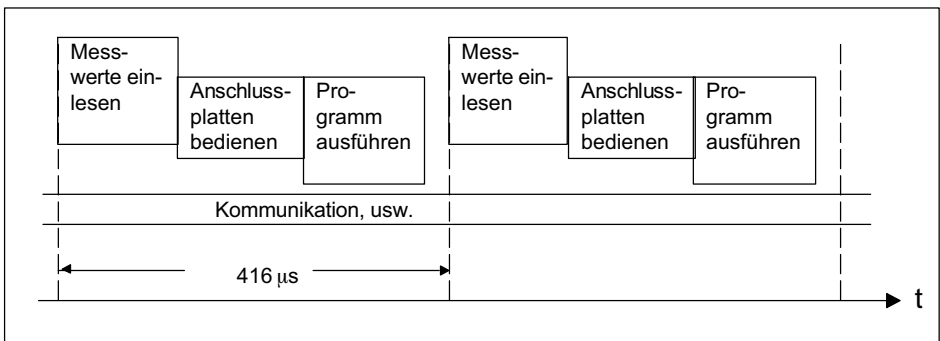 Mess-
werte ein-
lesen
Anschluss-
platten
bedienen
Pro-
gramm
ausführen
Mess-
werte ein-
lesen
Anschluss-
platten
bedienen
Pro-
gramm
ausführen
Kommunikation, usw.
416 µs
t